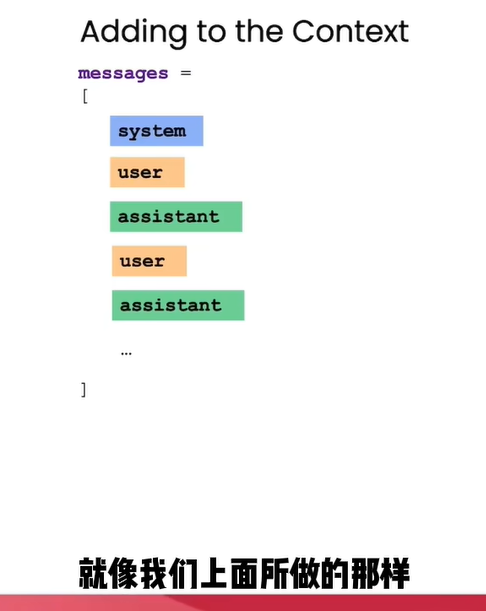 Adding to the Context
messages =
[
system
user
assistant
user
assistant
…
]
就像我们上面所做的那样